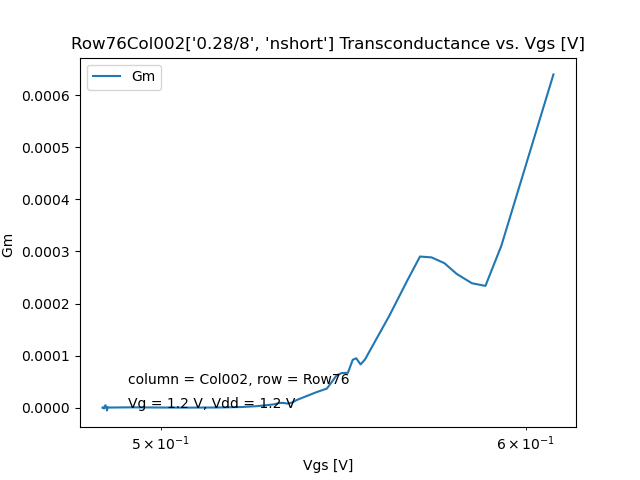 Row76Col002['0.28/8', 'nshort'] Transconductance vs. Vgs [V]
Gm
0.0006
0.0005
0.0004
0.0003
0.0002
0.0001
0.0000
Gm
column = Col002, row = Row76
Vg = 1.2 V, Vdd = 1.2 V
5 × 10⁻¹
6 × 10⁻¹
Vgs [V]